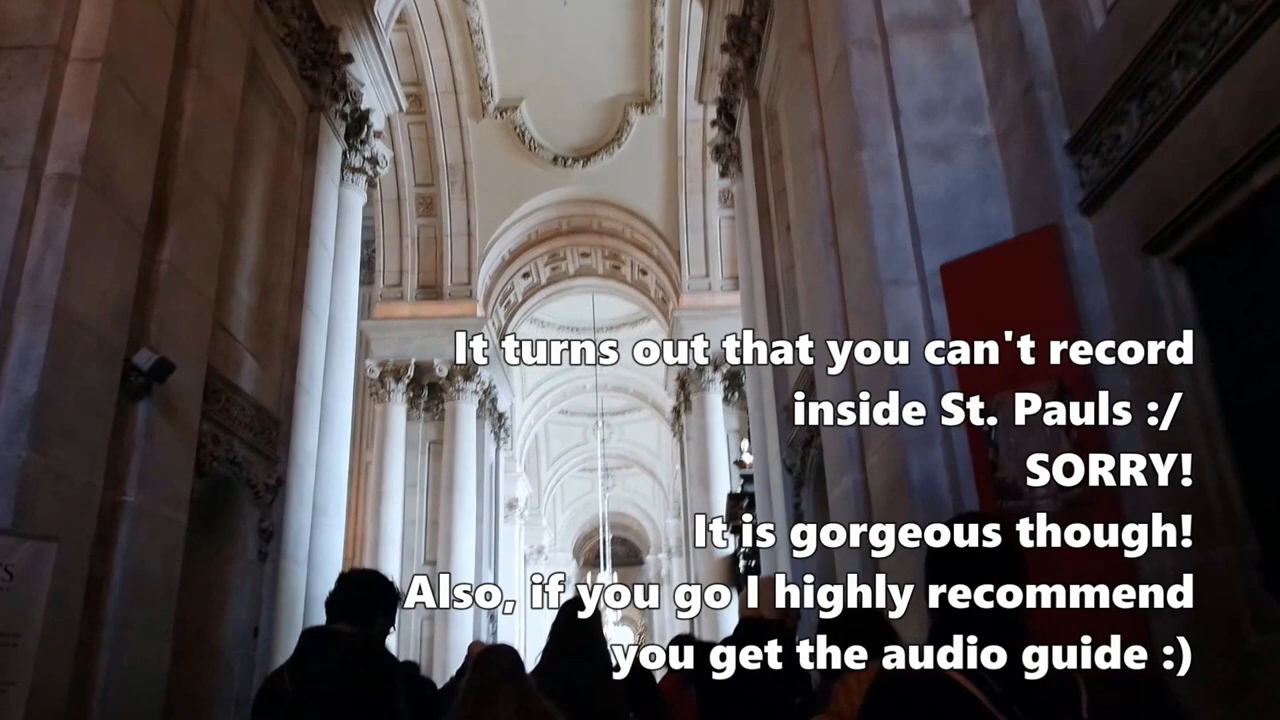 It turns out that you can't record
inside St. Pauls :/
SORRY!
It is gorgeous though!
Also, if you go I highly recommend
you get the audio guide :)